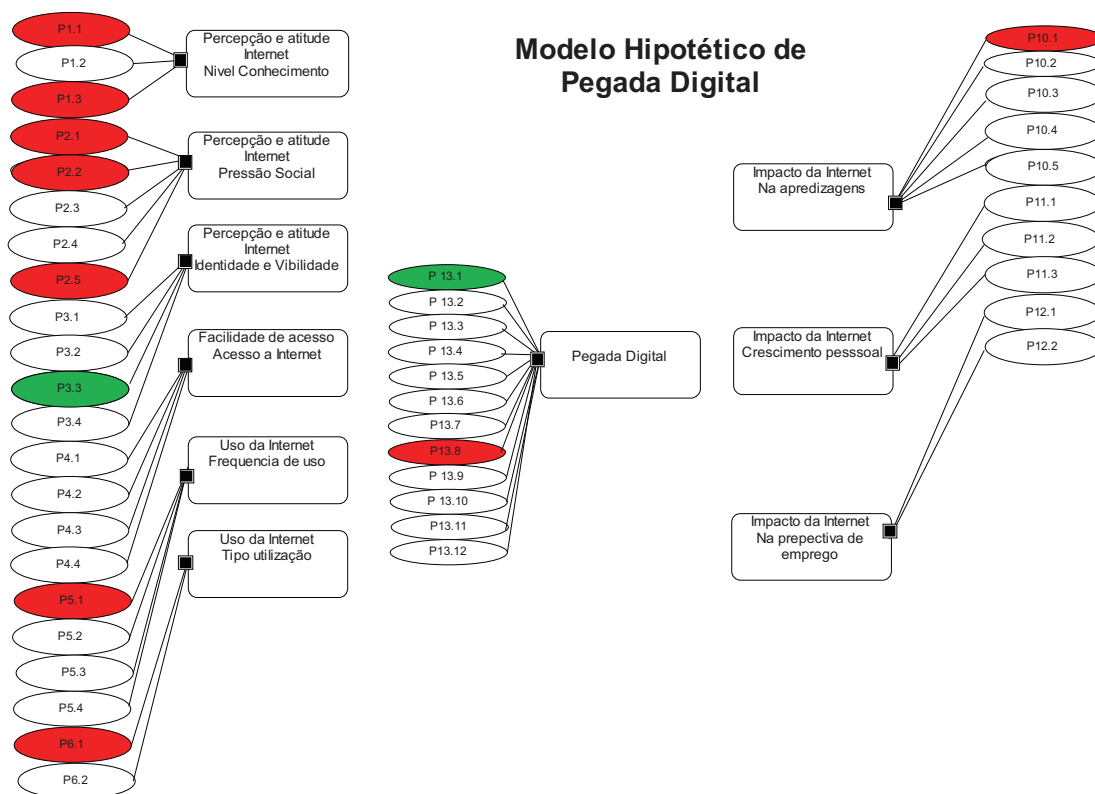 Modelo Hipotético de
Pegada Digital
P1.1
P1.2
P1.3
P2.1
P2.2
P2.3
P2.4
P2.5
P3.1
P3.2
P3.3
P3.4
P4.1
P4.2
P4.3
P4.4
P5.1
P5.2
P5.3
P5.4
P6.1
P6.2
Percepção e atitude
Internet
Nivel Conhecimento
Percepção e atitude
Internet
Pressão Social
Percepção e atitude
Internet
Identidade e Vibilidade
Facilidade de acesso
Acesso a Internet
Uso da Internet
Frequencia de uso
Uso da Internet
Tipo utilização
P 13.1
P 13.2
P 13.3
P 13.4
P 13.5
P 13.6
P13.7
P13.8
P 13.9
P 13.10
P13.11
P13.12
Pegada Digital
Impacto da Internet
Na apredizagens
Impacto da Internet
Crescimento pesssoal
Impacto da Internet
Na prepectiva de
emprego
P10.1
P10.2
P10.3
P10.4
P10.5
P11.1
P11.2
P11.3
P12.1
P12.2